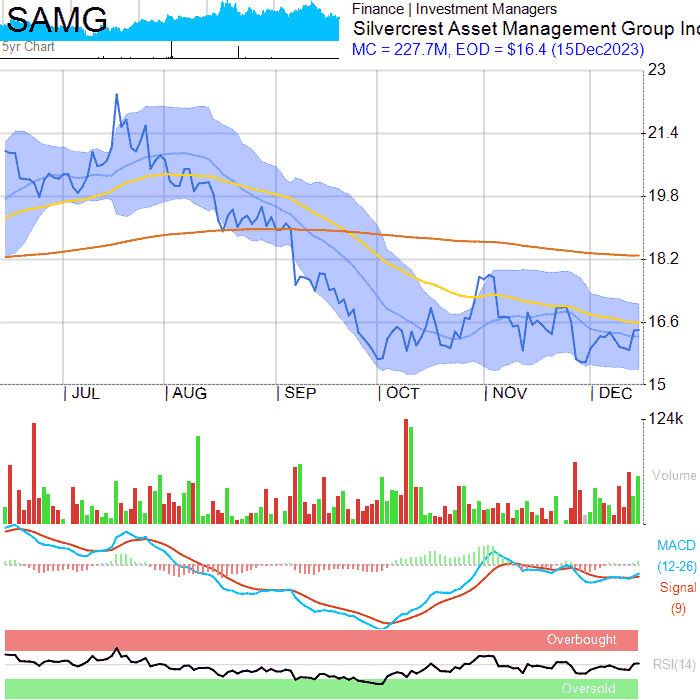 SAMG
5yr Chart
Finance | Investment Managers
Silvercrest Asset Management Group Inc
MC = 227.7M, EOD = $16.4 (15Dec2023)
23
21.4
19.8
18.2
16.6
15
JUL AUG SEP OCT NOV DEC
124k
Volume
MACD
(12-26)
Signal
(9)
Overbought
RSI(14)
Oversold